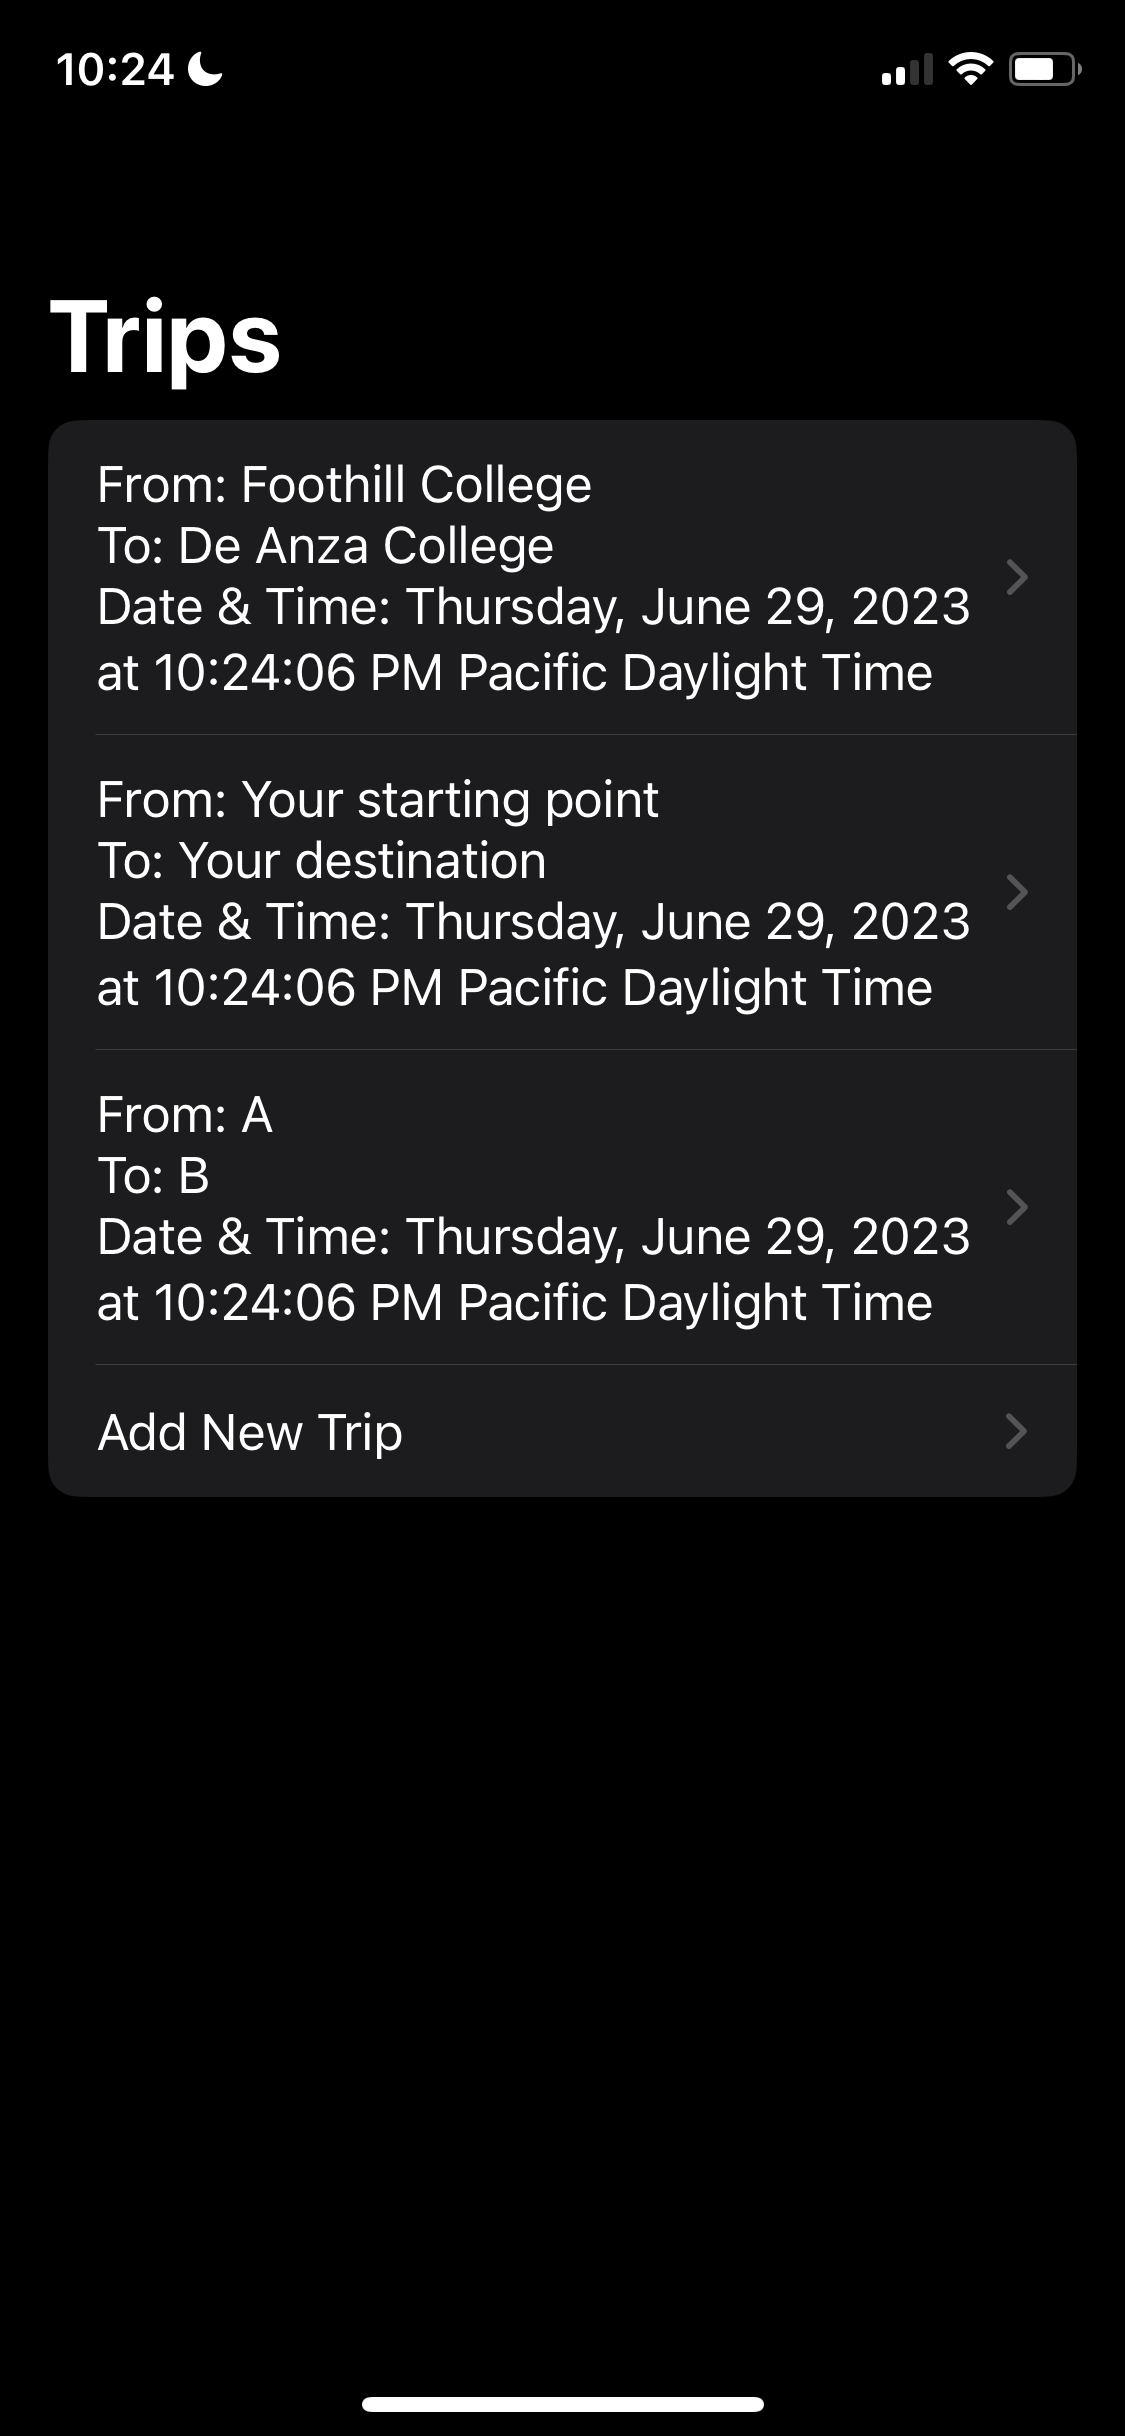 10:24
Trips
From: Foothill College
To: De Anza College
Date & Time: Thursday, June 29, 2023
at 10:24:06 PM Pacific Daylight Time
From: Your starting point
To: Your destination
Date & Time: Thursday, June 29, 2023
at 10:24:06 PM Pacific Daylight Time
From: A
To: B
Date & Time: Thursday, June 29, 2023
at 10:24:06 PM Pacific Daylight Time
Add New Trip